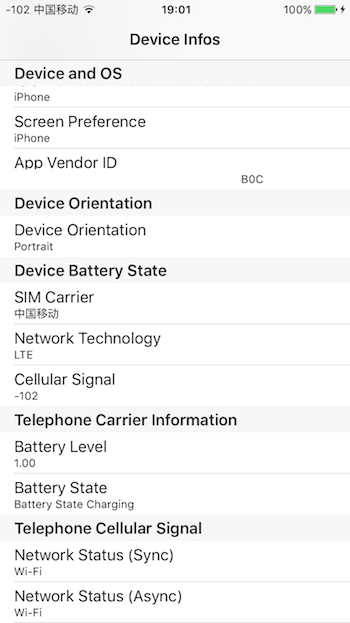 -102 中国移动 19:01 100%
Device Infos
Device and OS
iPhone
Screen Preference
iPhone
App Vendor ID
B0C
Device Orientation
Device Orientation
Portrait
Device Battery State
SIM Carrier
中国移动
Network Technology
LTE
Cellular Signal
-102
Telephone Carrier Information
Battery Level
1.00
Battery State
Battery State Charging
Telephone Cellular Signal
Network Status (Sync)
Wi-Fi
Network Status (Async)
Wi-Fi